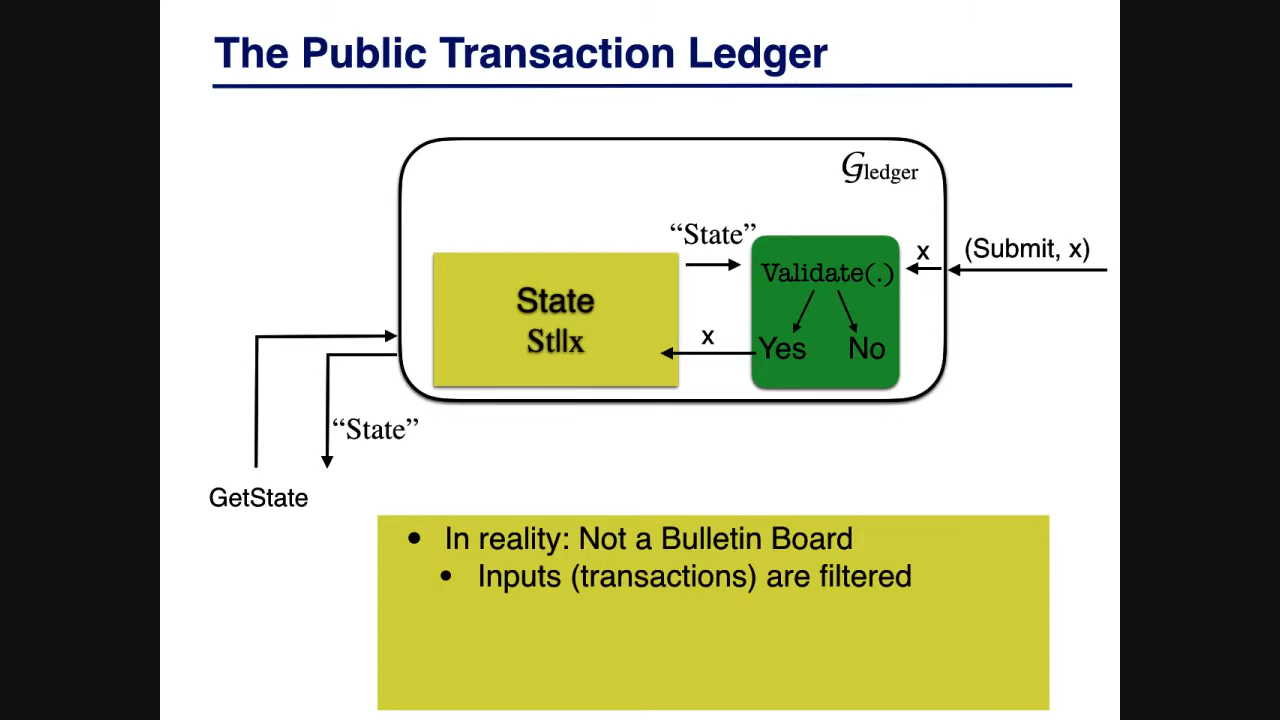 The Public Transaction Ledger
𝒢ledger
“State”
x
(Submit, x)
Validate(.)
State
St||x
x
Yes
No
“State”
GetState
• In reality: Not a Bulletin Board
• Inputs (transactions) are filtered